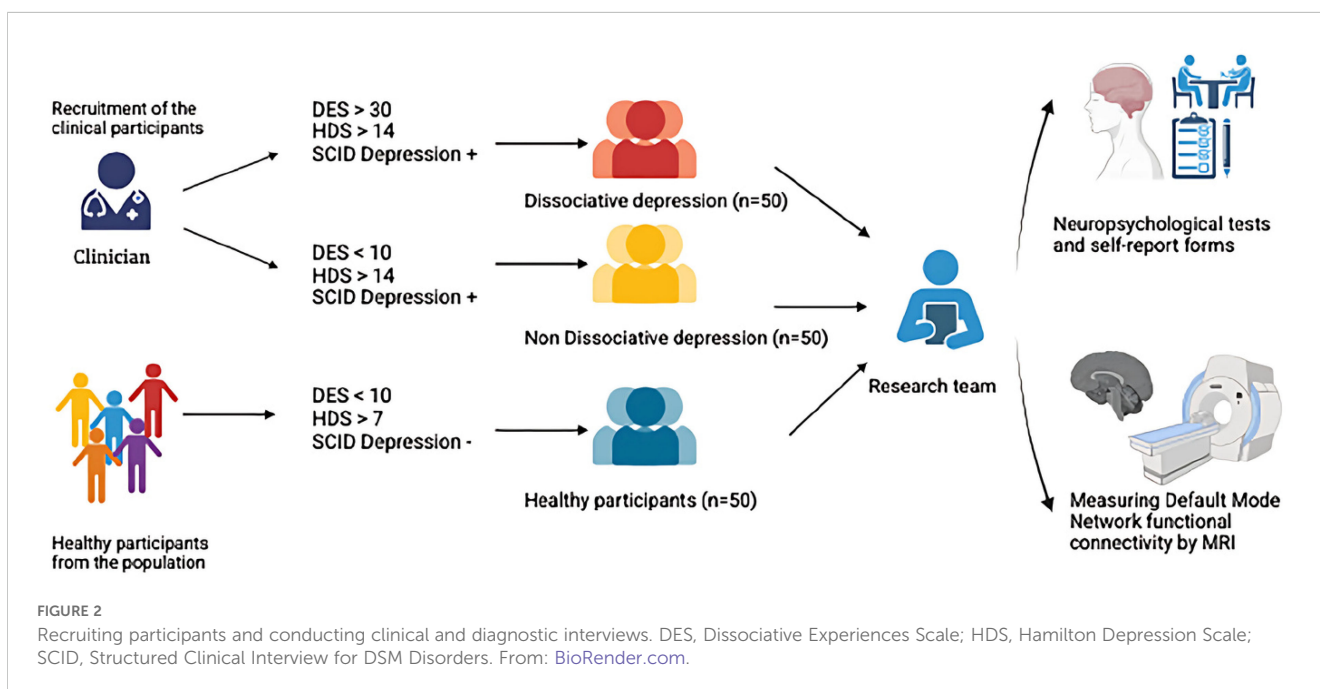 Recruitment of the
clinical participants
Clinician
DES > 30
HDS > 14
SCID Depression +
Dissociative depression (n=50)
DES < 10
HDS > 14
SCID Depression +
Non Dissociative depression (n=50)
Healthy participants
from the population
DES < 10
HDS > 7
SCID Depression -
Healthy participants (n=50)
Research team
Neuropsychological tests
and self-report forms
Measuring Default Mode
Network functional
connectivity by MRI
FIGURE 2
Recruiting participants and conducting clinical and diagnostic interviews. DES, Dissociative Experiences Scale; HDS, Hamilton Depression Scale;
SCID, Structured Clinical Interview for DSM Disorders. From: BioRender.com.